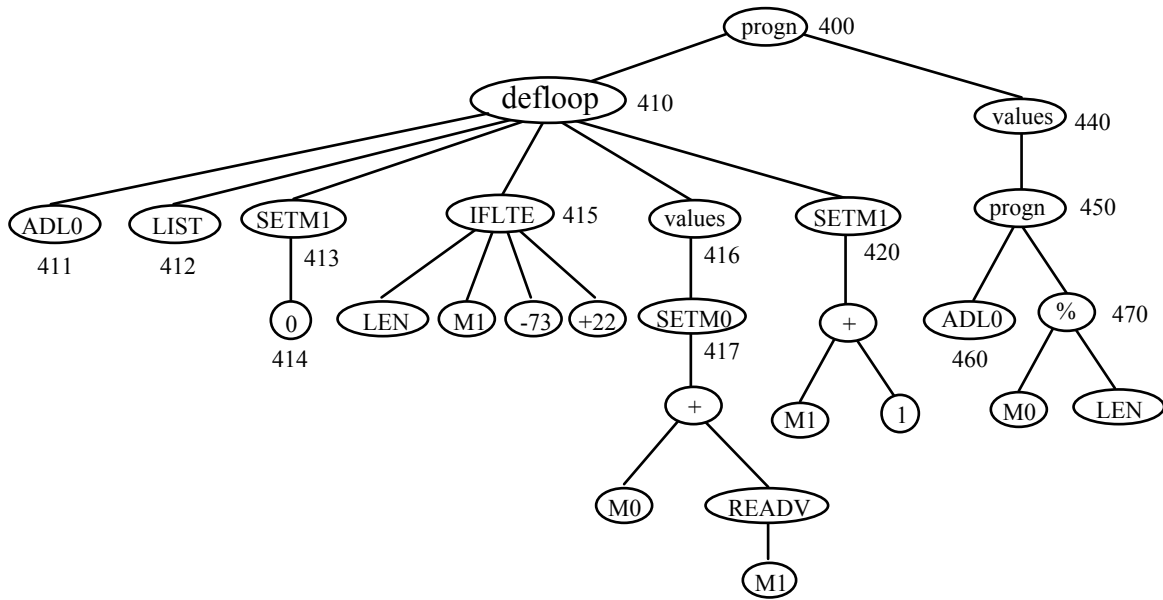 progn 400
defloop 410
values 440
ADL0 LIST SETM1 IFLTE 415 values SETM1 progn 450
411 412 413 416 420
0 LEN M1 -73 +22 SETM0 + ADL0 % 470
414 417 460
+ M1 1 M0 LEN
M0 READV
M1